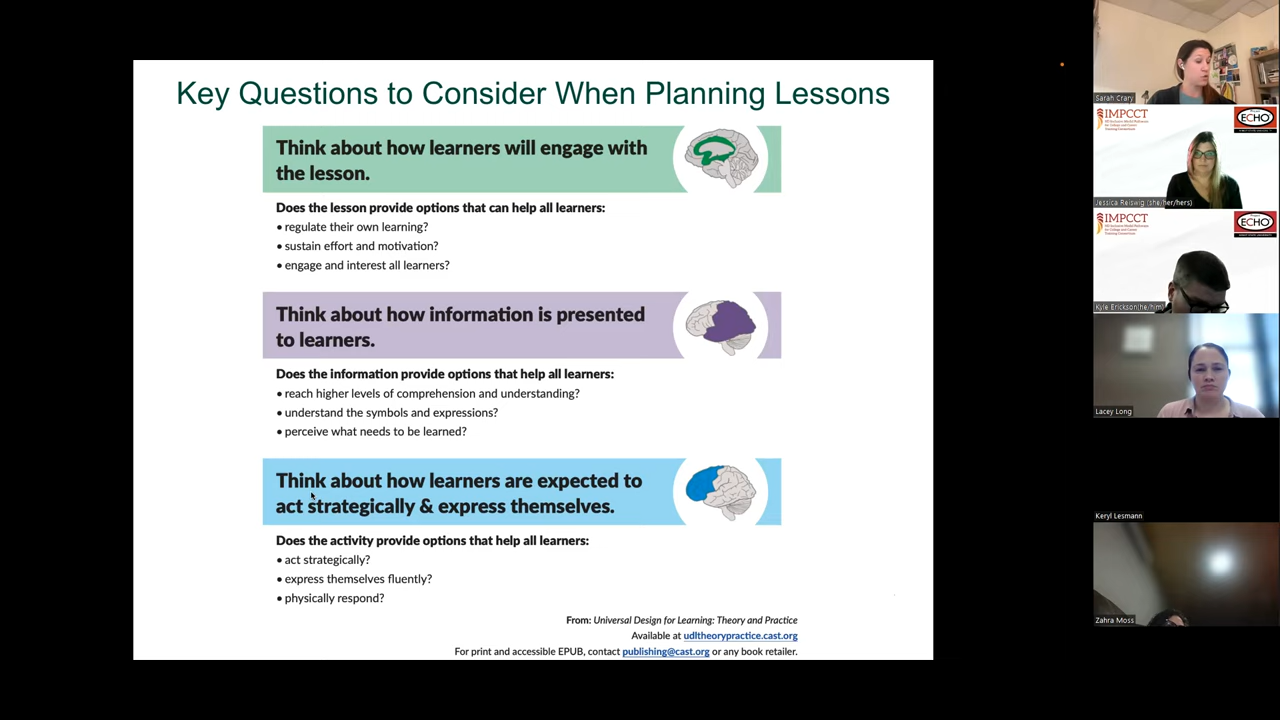 Key Questions to Consider When Planning Lessons
Think about how learners will engage with
the lesson.
Does the lesson provide options that can help all learners:
• regulate their own learning?
• sustain effort and motivation?
• engage and interest all learners?
Think about how information is presented
to learners.
Does the information provide options that help all learners:
• reach higher levels of comprehension and understanding?
• understand the symbols and expressions?
• perceive what needs to be learned?
Think about how learners are expected to
act strategically & express themselves.
Does the activity provide options that help all learners:
• act strategically?
• express themselves fluently?
• physically respond?
From: Universal Design for Learning: Theory and Practice
Available at udltheorypractice.cast.org
For print and accessible EPUB, contact publishing@cast.org or any book retailer.
Sarah Crary
IMPCCT
ECHO
Jessica Reiswig (she/her/hers)
IMPCCT
ECHO
Kyle Erickson(he/him)
Lacey Long
Keryl Lesmann
Zahra Moss